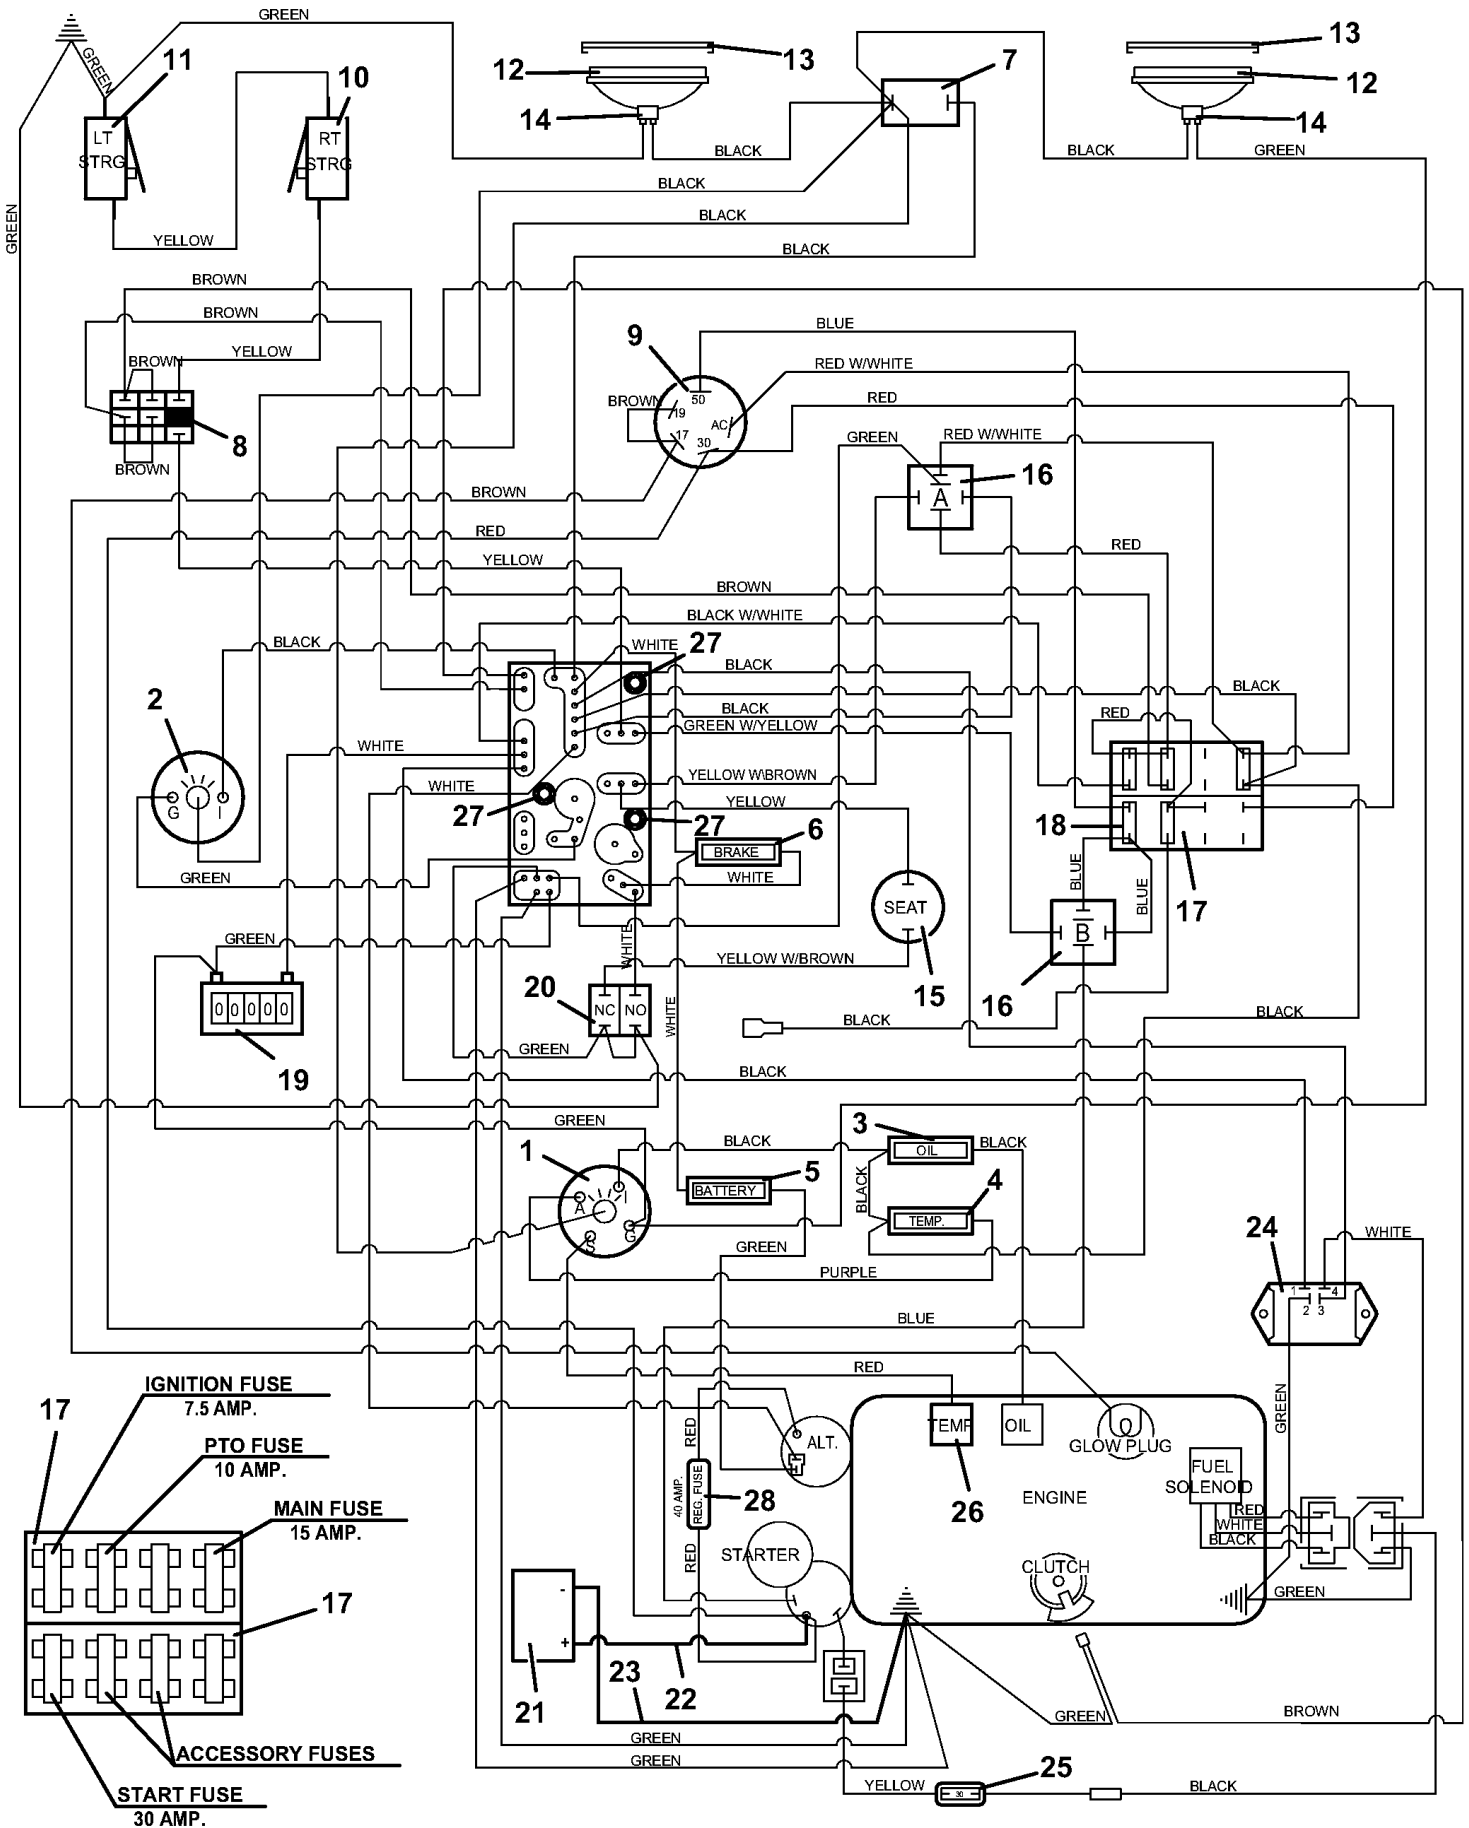 GREEN
GREEN
11
10
12
13
7
13
12
14
14
LT
STRG
RT
STRG
BLACK
BLACK
GREEN
BLACK
BLACK
GREEN
YELLOW
BLACK
BROWN
BROWN
YELLOW
BROWN
8
BROWN
BLUE
9
RED W/WHITE
BROWN
19
50
AC
17
30
RED
GREEN
RED W/WHITE
16
A
BROWN
RED
YELLOW
RED
BROWN
BLACK W/WHITE
BLACK
WHITE
27
BLACK
BLACK
2
BLACK
RED
GREEN W/YELLOW
WHITE
WHITE
YELLOW W/BROWN
YELLOW
G
I
27
27
6
18
17
BRAKE
WHITE
GREEN
BLUE
BLUE
SEAT
15
B
16
GREEN
WHITE
YELLOW W/BROWN
20
NC
NO
WHITE
00000
19
GREEN
BLACK
BLACK
BLACK
GREEN
1
BLACK
3
OIL
BLACK
BLACK
5
BATTERY
4
TEMP.
A
I
S
G
GREEN
PURPLE
24
WHITE
1
2
3
4
BLUE
RED
GREEN
IGNITION FUSE
7.5 AMP.
17
PTO FUSE
10 AMP.
MAIN FUSE
15 AMP.
17
ACCESSORY FUSES
START FUSE
30 AMP.
RED
40 AMP.
REG. FUSE
28
RED
ALT.
TEMP
26
OIL
GLOW PLUG
ENGINE
FUEL
SOLENOID
RED
WHITE
BLACK
GREEN
STARTER
CLUTCH
-
+
21
23
22
GREEN
GREEN
GREEN
BROWN
YELLOW
30
25
BLACK